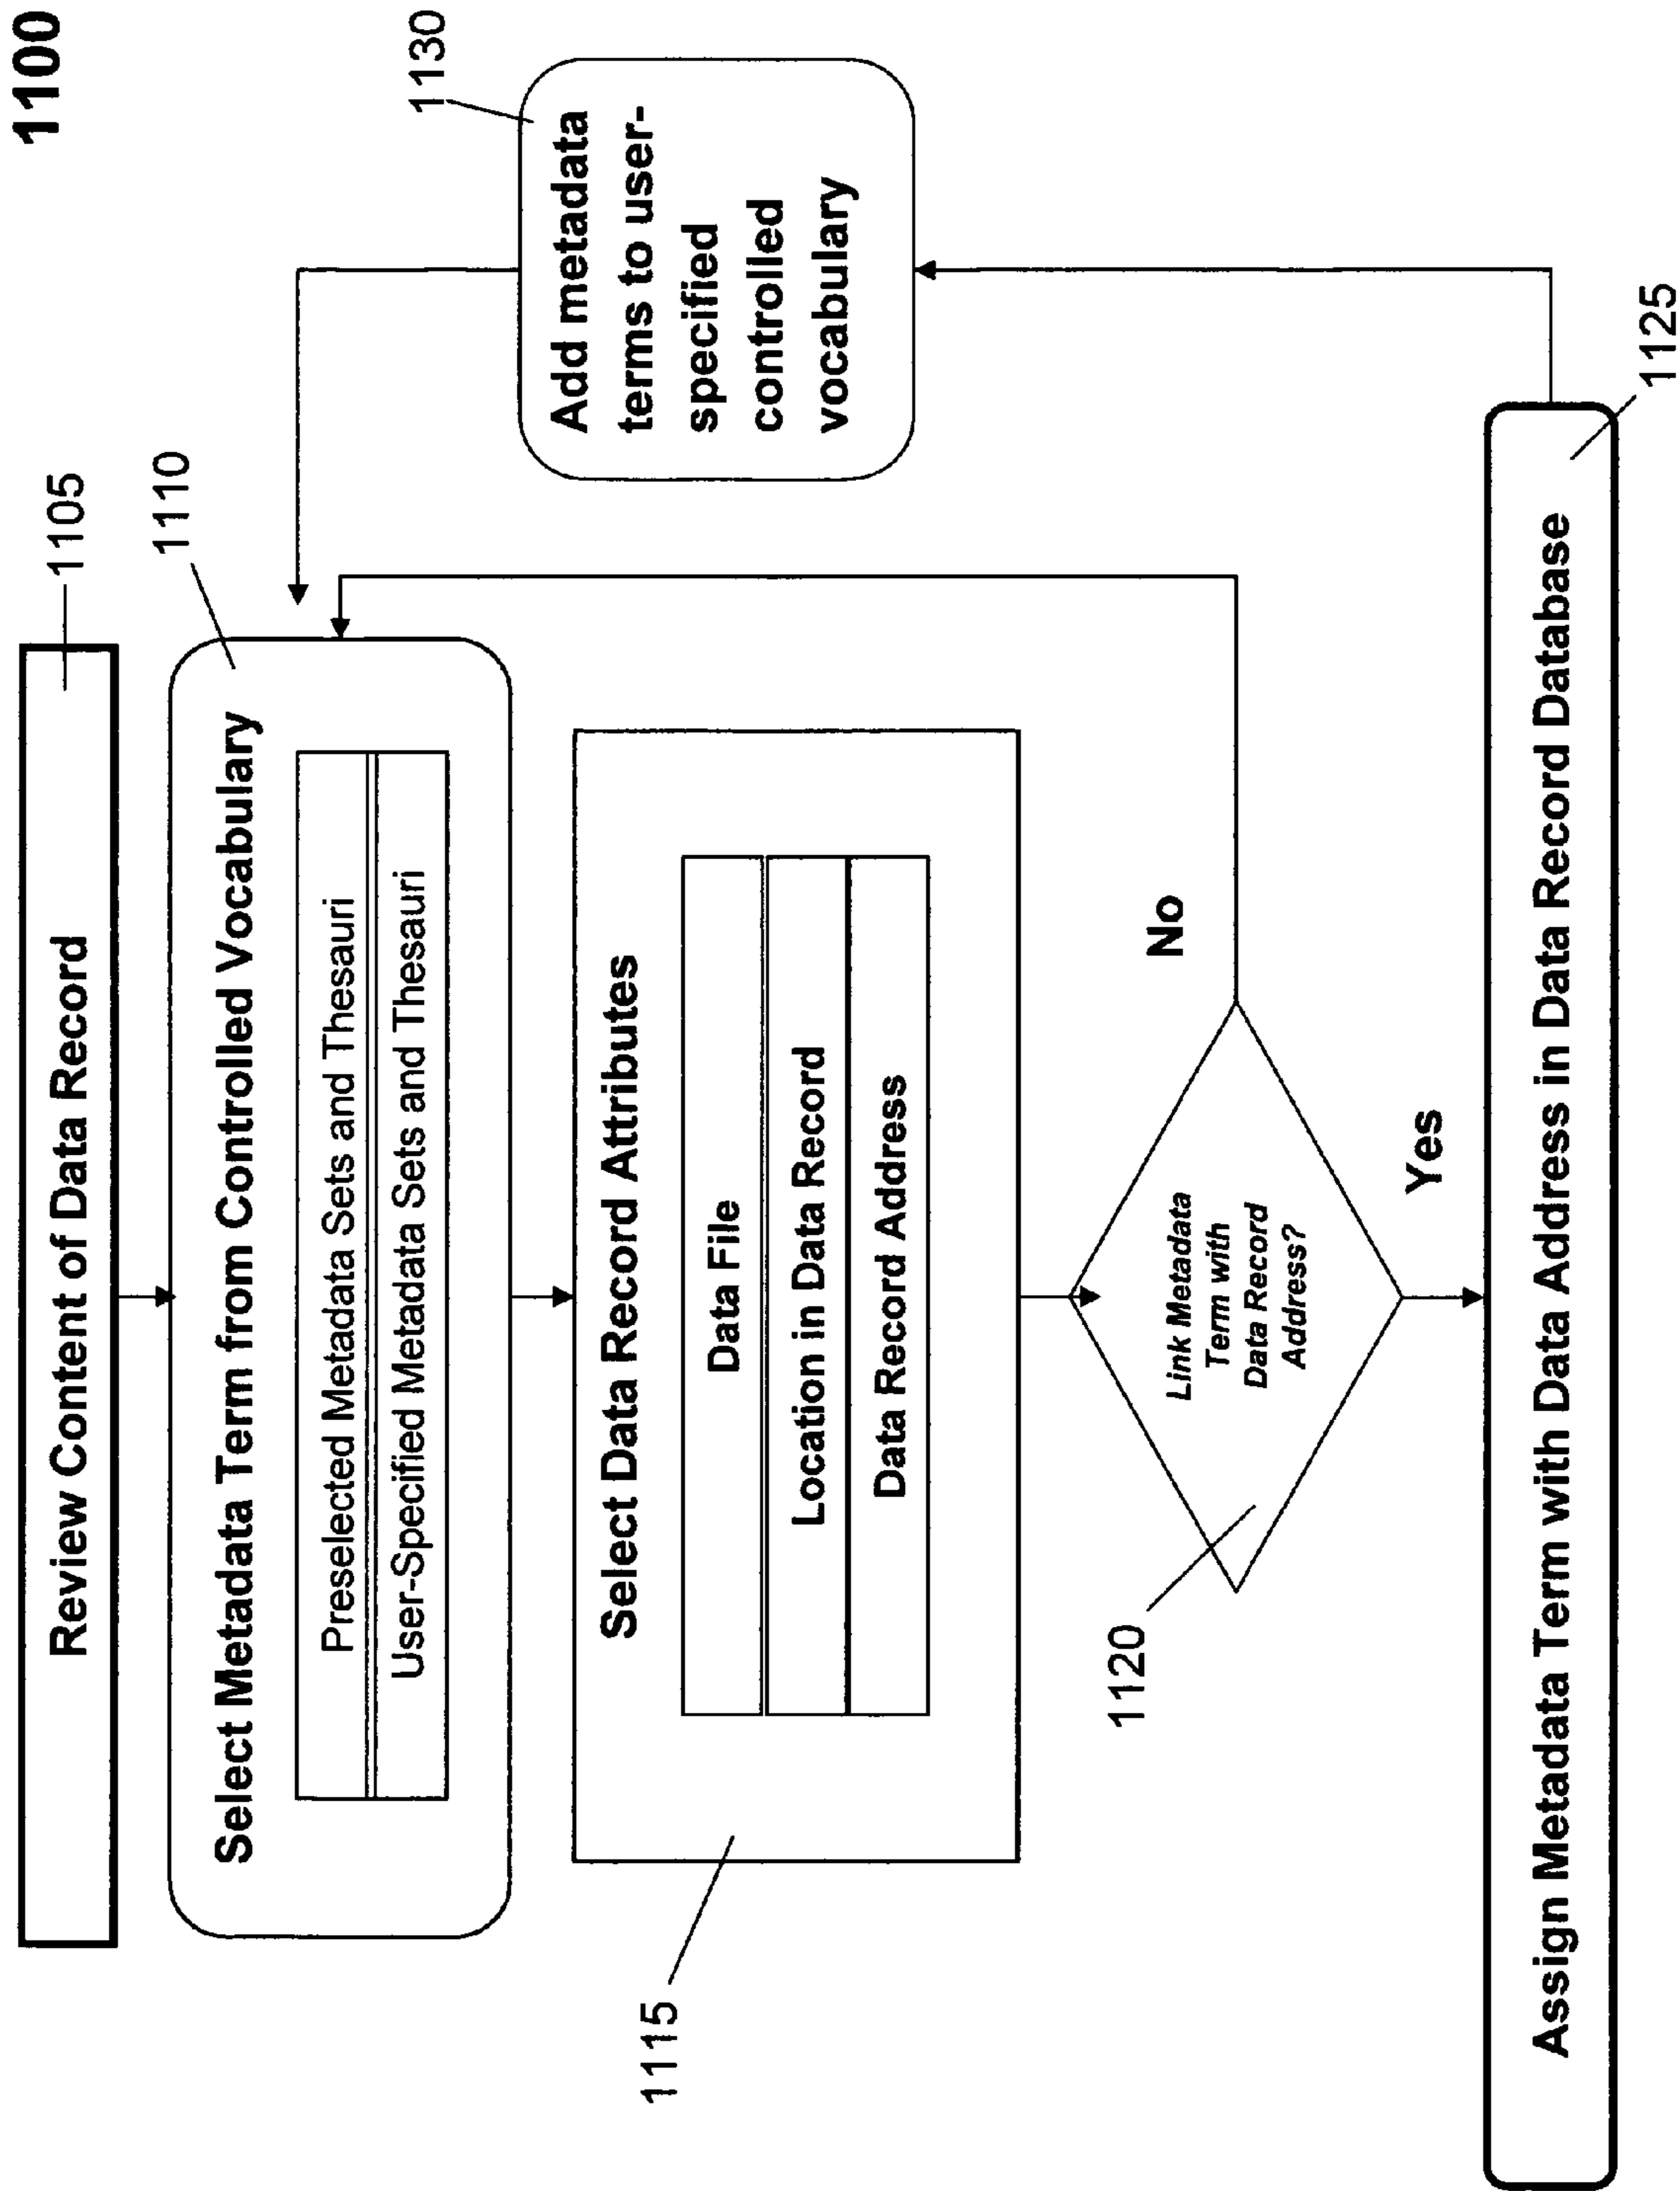 1100
Review Content of Data Record
1105
Select Metadata Term from Controlled Vocabulary
1110
Preselected Metadata Sets and Thesauri
User-Specified Metadata Sets and Thesauri
1130
Add metadata
terms to user-
specified
controlled
vocabulary
1115
Select Data Record Attributes
Data File
Location in Data Record
Data Record Address
1120
Link Metadata
Term with
Data Record
Address?
No
Yes
Assign Metadata Term with Data Address in Data Record Database
1125